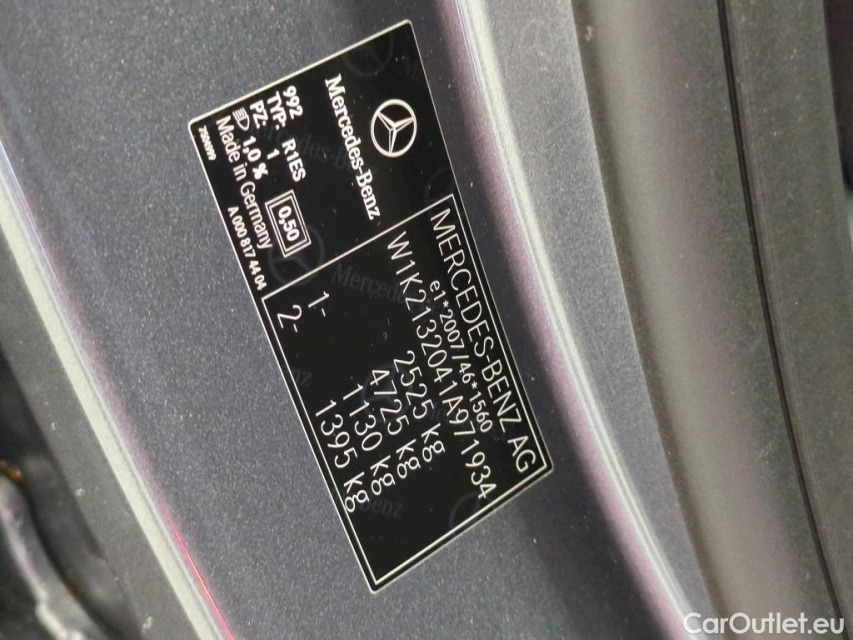 MERCEDES-BENZ AG
e1*2007/46*1560
W1K2132041A971934
2525 kg
4725 kg
1- 1130 kg
2- 1395 kg
Mercedes-Benz
992
TYP: R1ES
PZ: 1
1,0 %
0,50
Made in Germany
A 000 817 44 04
CarOutlet.eu